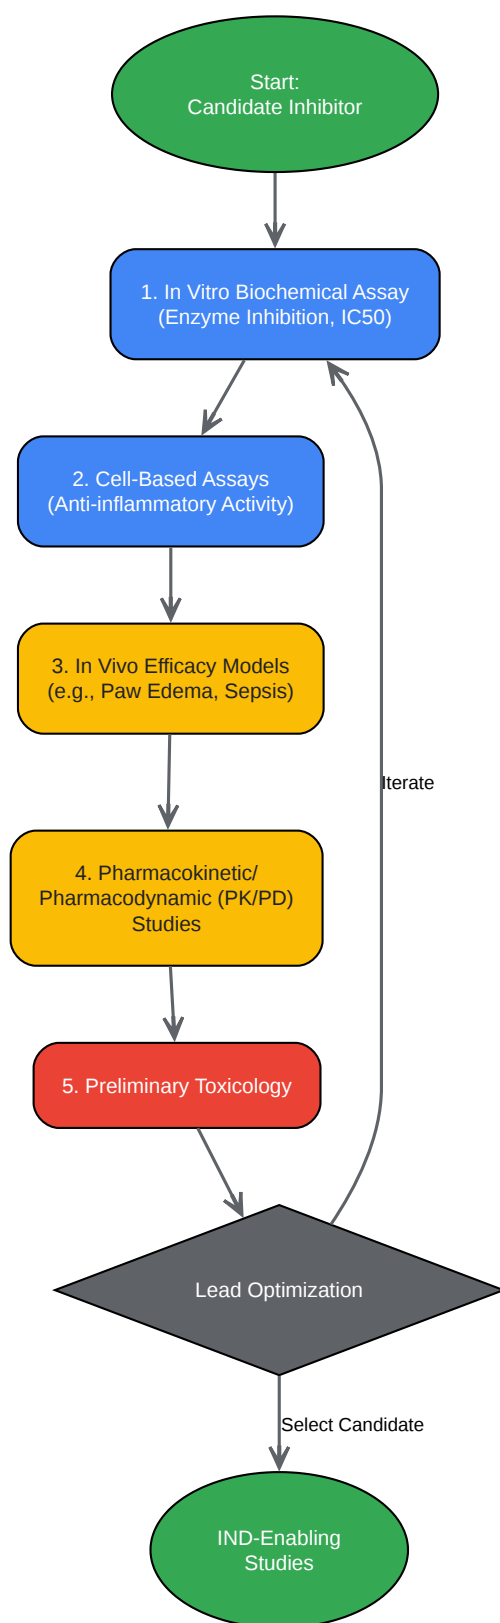 Start:
Candidate Inhibitor
1. In Vitro Biochemical Assay
(Enzyme Inhibition, IC50)
2. Cell-Based Assays
(Anti-inflammatory Activity)
3. In Vivo Efficacy Models
(e.g., Paw Edema, Sepsis)
Iterate
4. Pharmacokinetic/
Pharmacodynamic (PK/PD)
Studies
5. Preliminary Toxicology
Lead Optimization
Select Candidate
IND-Enabling
Studies